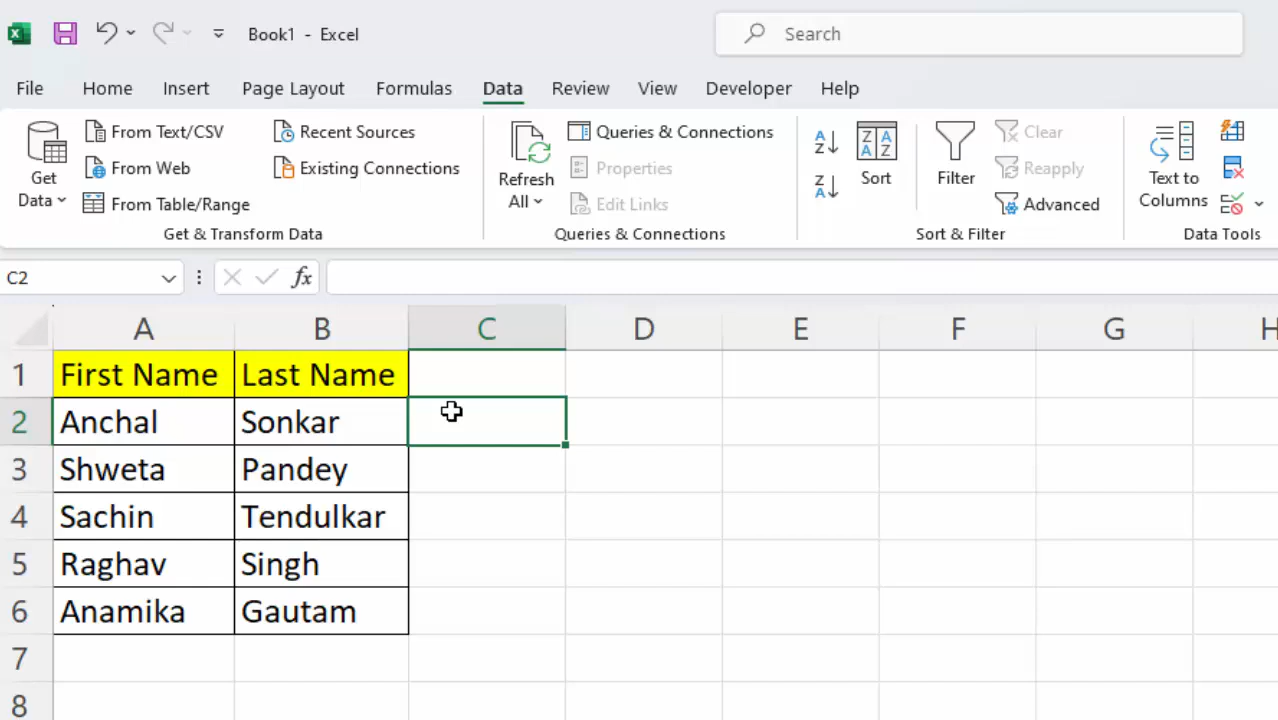 Book1 - Excel
Search
File Home Insert Page Layout Formulas Data Review View Developer Help
Get Data
From Text/CSV
From Web
From Table/Range
Recent Sources
Existing Connections
Get & Transform Data
Refresh All
Queries & Connections
Properties
Edit Links
Queries & Connections
Sort
Filter
Clear
Reapply
Advanced
Sort & Filter
Text to Columns
Data Tools
C2 fx
A B C D E F G H
1 First Name Last Name
2 Anchal Sonkar
3 Shweta Pandey
4 Sachin Tendulkar
5 Raghav Singh
6 Anamika Gautam
7
8